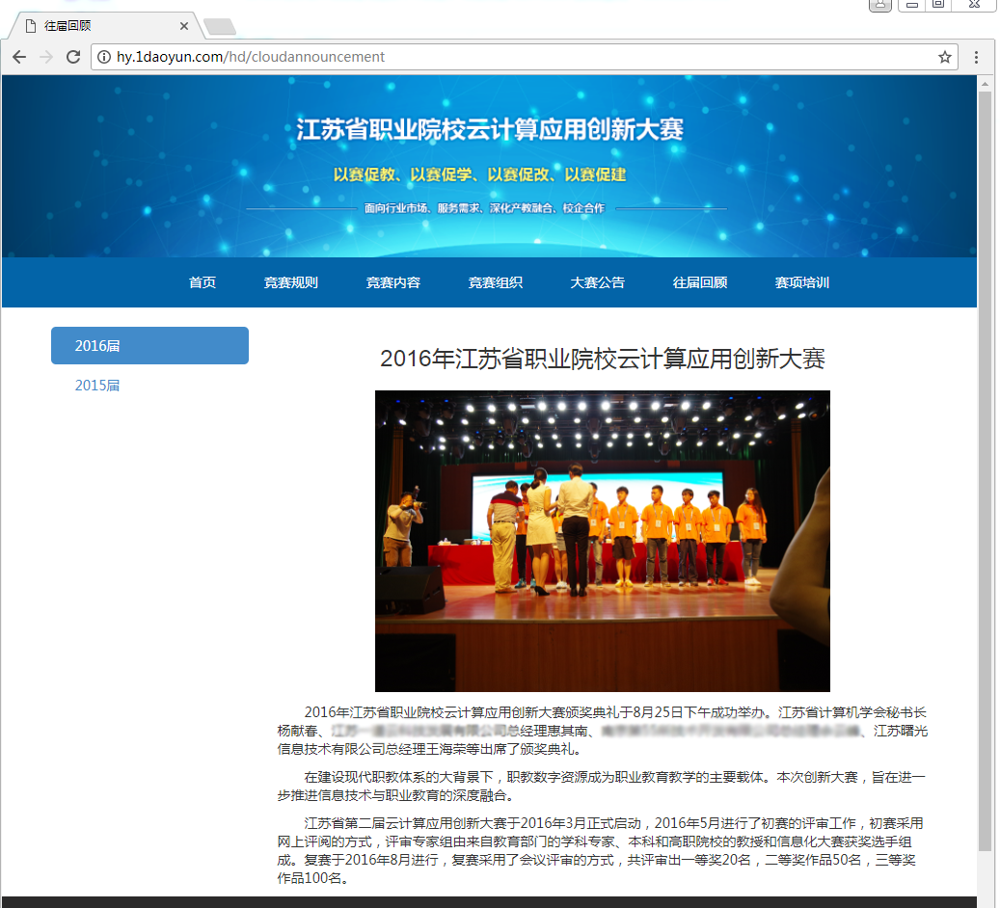 往届回顾
hy.1daoyun.com/hd/cloudannouncement
江苏省职业院校云计算应用创新大赛
以赛促教、以赛促学、以赛促改、以赛促建
面向行业市场、服务需求、深化产教融合、校企合作
首页 竞赛规则 竞赛内容 竞赛组织 大赛公告 往届回顾 赛项培训
2016届
2015届
2016年江苏省职业院校云计算应用创新大赛
2016年江苏省职业院校云计算应用创新大赛颁奖典礼于8月25日下午成功举办。江苏省计算机学会秘书长
杨献春、总经理惠其南、、江苏曙光
信息技术有限公司总经理王海荣等出席了颁奖典礼。
在建设现代职教体系的大背景下，职教数字资源成为职业教育教学的主要载体。本次创新大赛，旨在进一
步推进信息技术与职业教育的深度融合。
江苏省第二届云计算应用创新大赛于2016年3月正式启动，2016年5月进行了初赛的评审工作，初赛采用
网上评阅的方式，评审专家组由来自教育部门的学科专家、本科和高职院校的教授和信息化大赛获奖选手组
成。复赛于2016年8月进行，复赛采用了会议评审的方式，共评审出一等奖20名，二等奖作品50名，三等奖
作品100名。